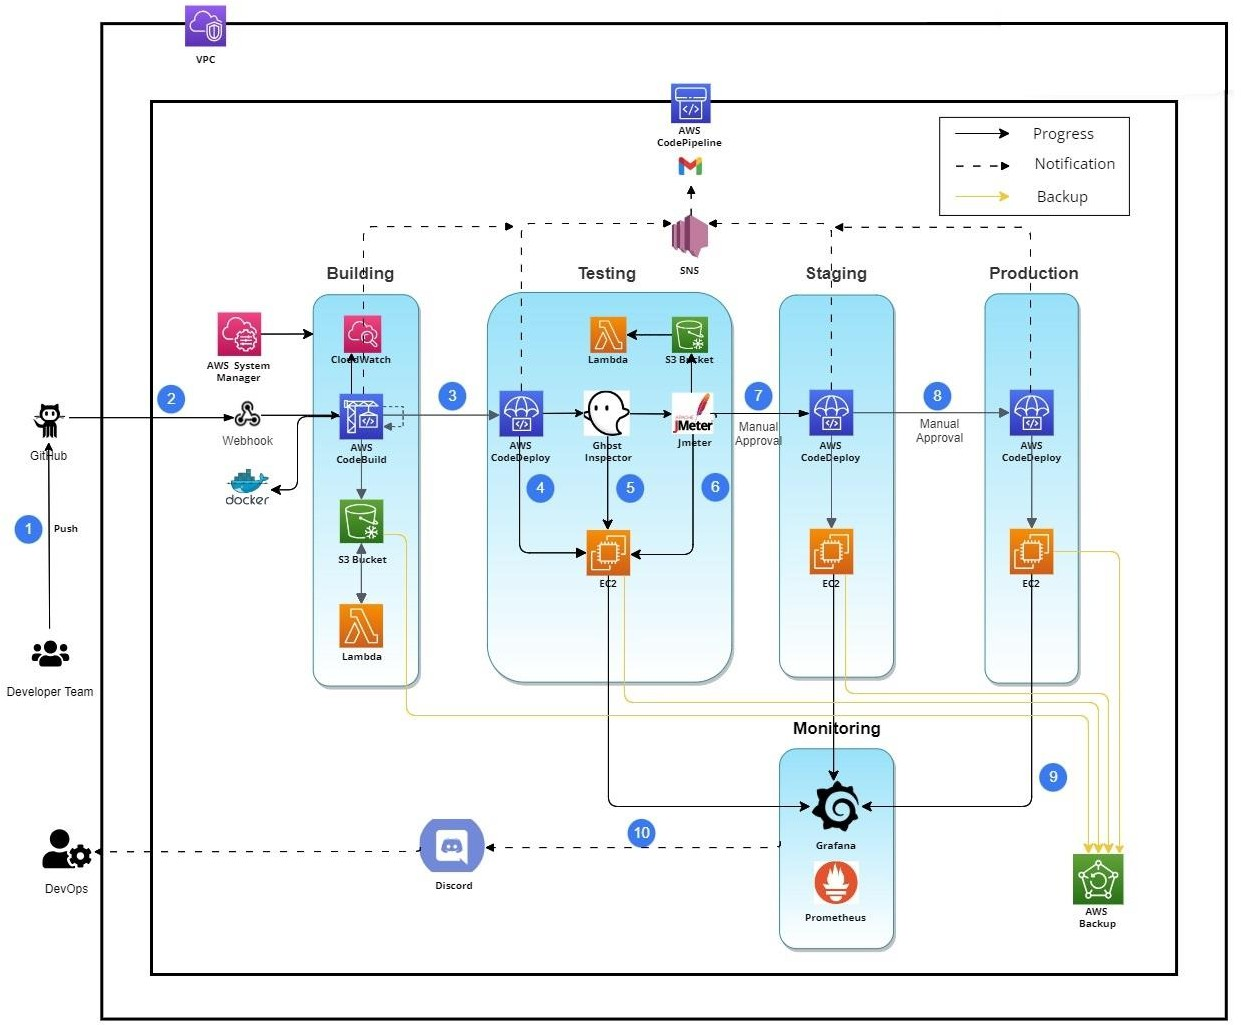 VPC
AWS
CodePipeline
Progress
Notification
Backup
SNS
Building
Testing
Staging
Production
AWS System
Manager
CloudWatch
Lambda
S3 Bucket
2
3
7
8
Webhook
GitHub
AWS
CodeBuild
AWS
CodeDeploy
Ghost
Inspector
APACHE
JMeter
Jmeter
Manual
Approval
AWS
CodeDeploy
Manual
Approval
AWS
CodeDeploy
docker
4
5
6
1
Push
S3 Bucket
EC2
EC2
EC2
Lambda
Developer Team
Monitoring
9
10
Grafana
Discord
DevOps
Prometheus
AWS
Backup